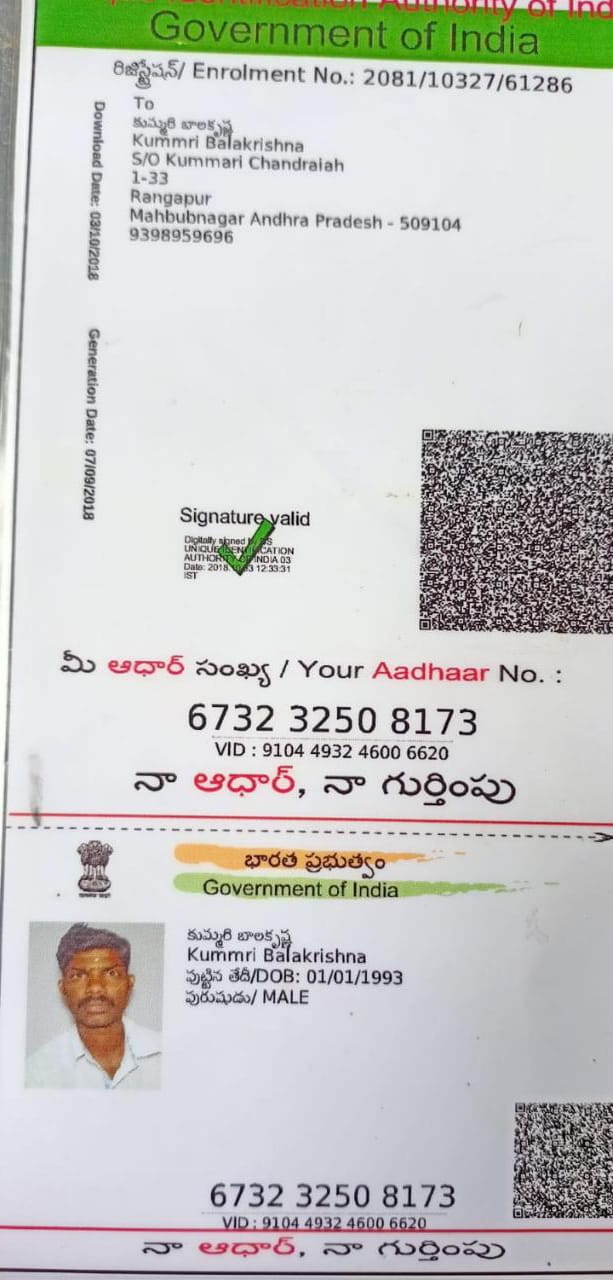 Identification Authority of Ind
Government of India
రిజిస్ట్రేషన్/ Enrolment No.: 2081/10327/61286
Download Date: 03/10/2018
Generation Date: 07/09/2018
To
కుమ్మరి బాలకృష్ణ
Kummri Balakrishna
S/O Kummari Chandraiah
1-33
Rangapur
Mahbubnagar Andhra Pradesh - 509104
9398959696
Signature valid
Digitally signed by DS
UNIQUE IDENTIFICATION
AUTHORITY OF INDIA 03
Date: 2018. 12:33:31
IST
మీ ఆధార్ సంఖ్య / Your Aadhaar No. :
6732 3250 8173
VID : 9104 4932 4600 6620
నా ఆధార్, నా గుర్తింపు
భారత ప్రభుత్వం
Government of India
కుమ్మరి బాలకృష్ణ
Kummri Balakrishna
పుట్టిన తేదీ/DOB: 01/01/1993
పురుషుడు/ MALE
6732 3250 8173
VID : 9104 4932 4600 6620
నా ఆధార్, నా గుర్తింపు